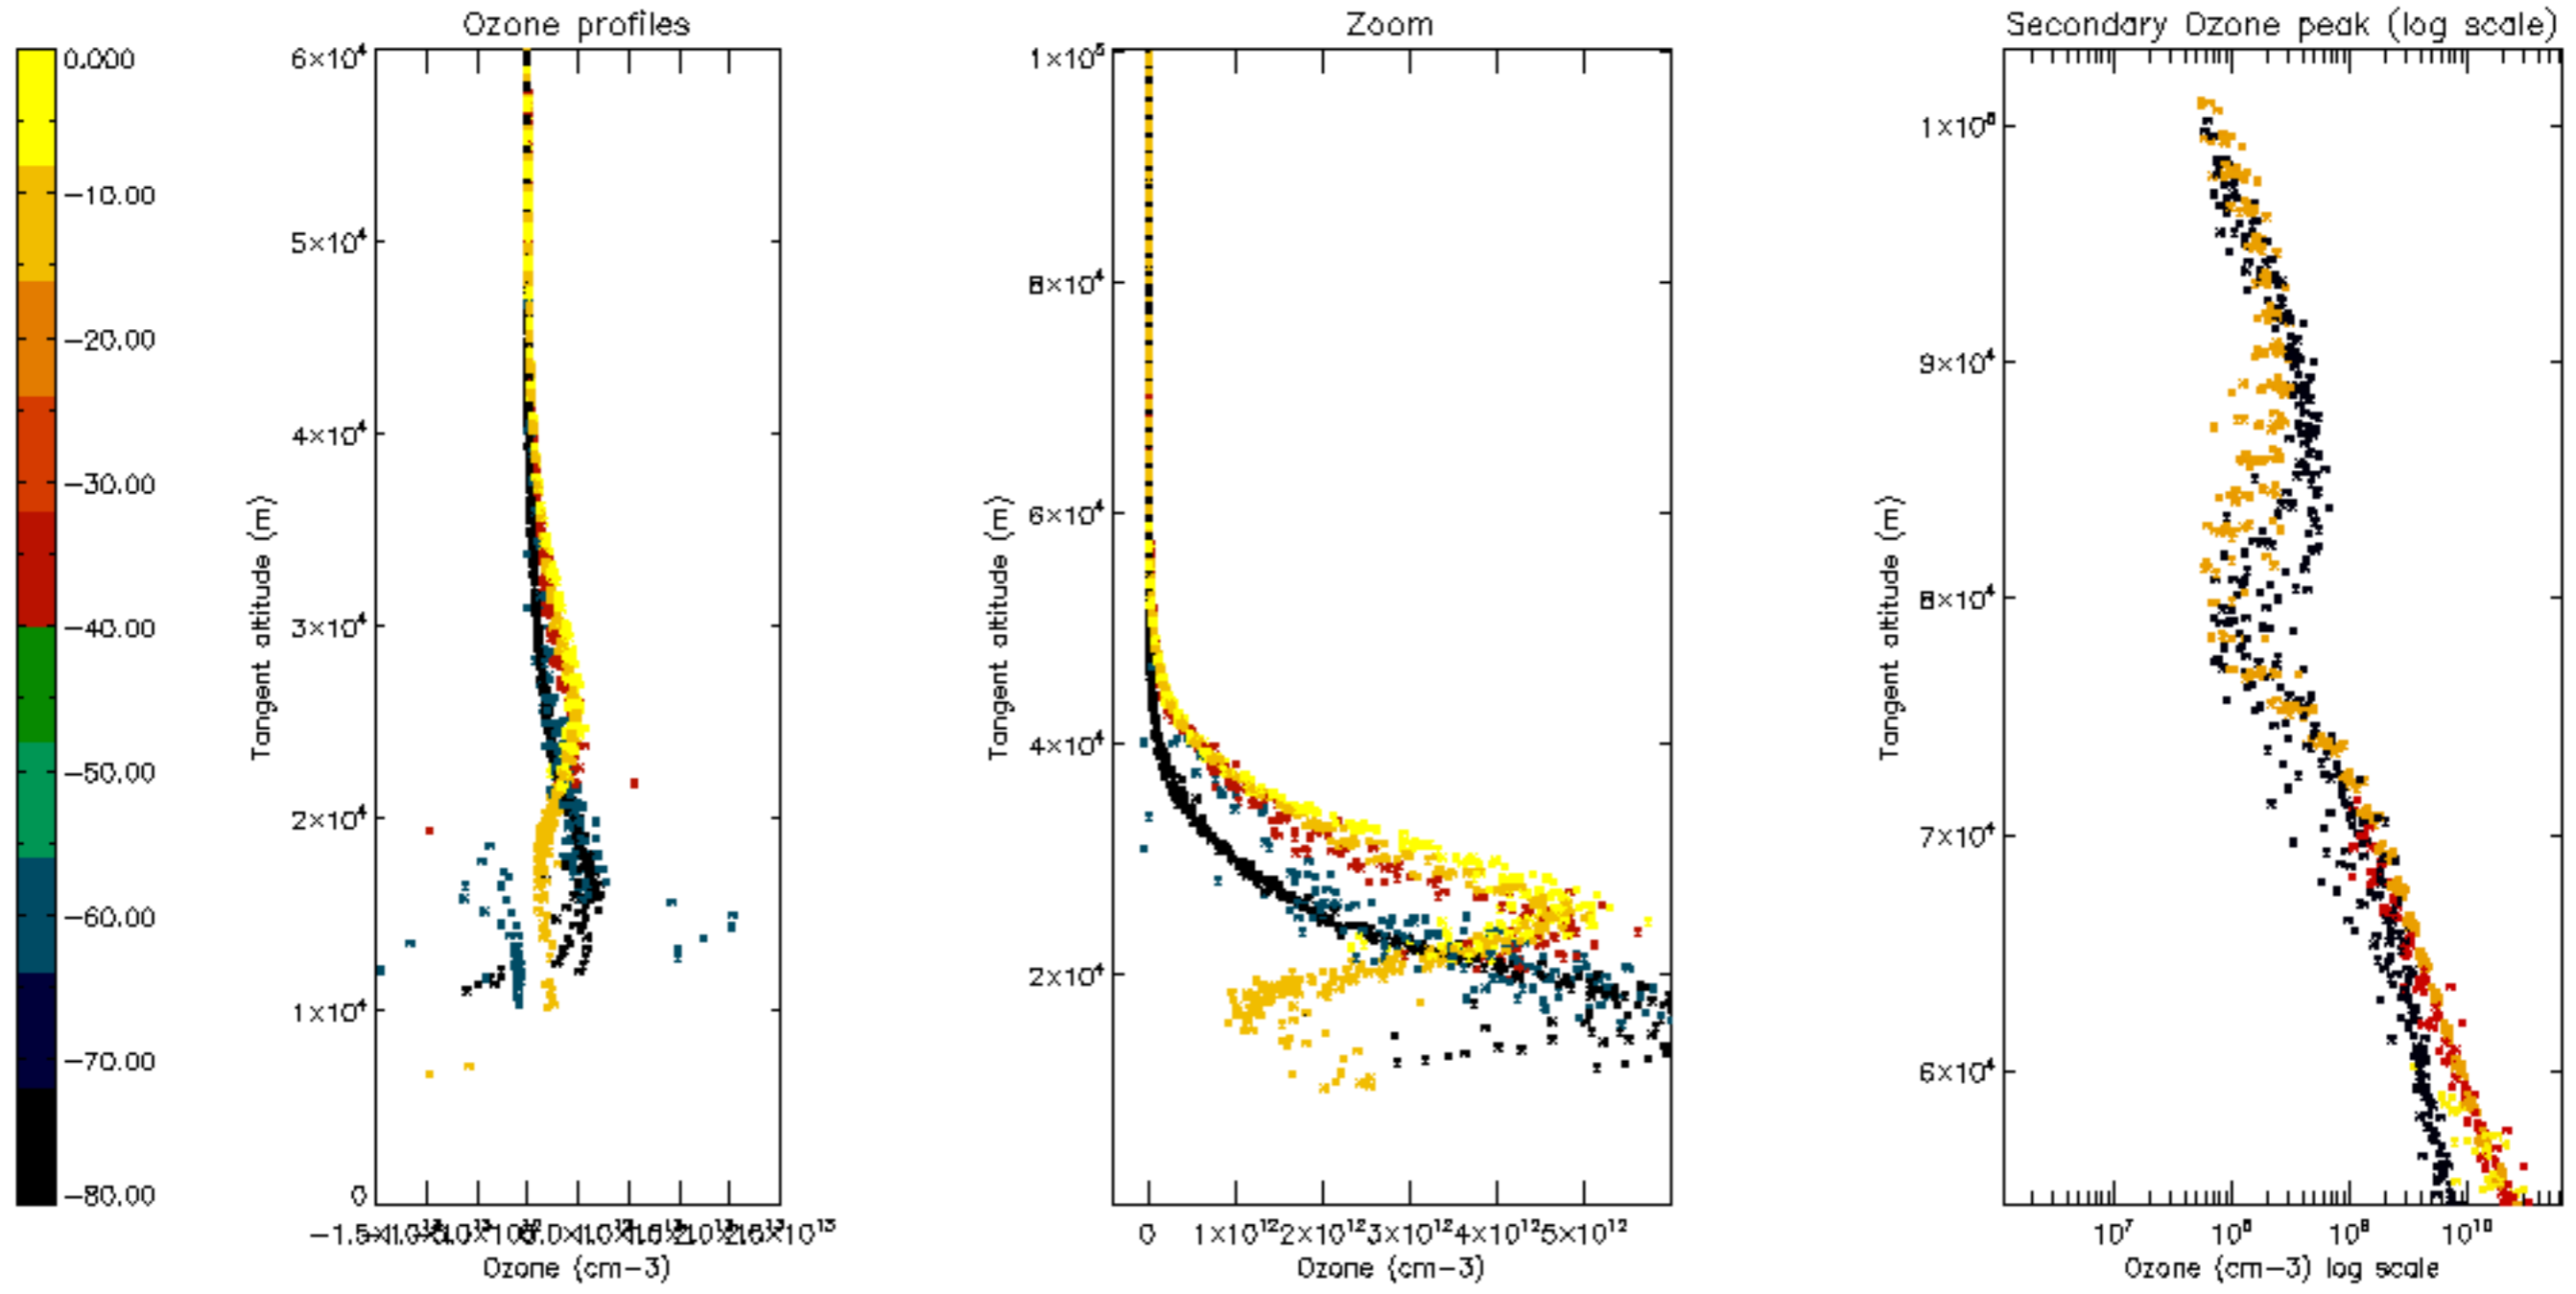 Ozone profiles
Zoom
Secondary Ozone peak (log scale)
0.000
−10.00
−20.00
−30.00
−40.00
−50.00
−60.00
−70.00
−80.00
6×10⁴
5×10⁴
4×10⁴
3×10⁴
2×10⁴
1×10⁴
0
Tangent altitude (m)
Ozone (cm−3)
1×10⁵
8×10⁴
6×10⁴
4×10⁴
2×10⁴
Tangent altitude (m)
0 1×10¹² 2×10¹² 3×10¹² 4×10¹² 5×10¹²
Ozone (cm−3)
1×10⁵
9×10⁴
8×10⁴
7×10⁴
6×10⁴
Tangent altitude (m)
10⁷ 10⁸ 10⁹ 10¹⁰
Ozone (cm−3) log scale